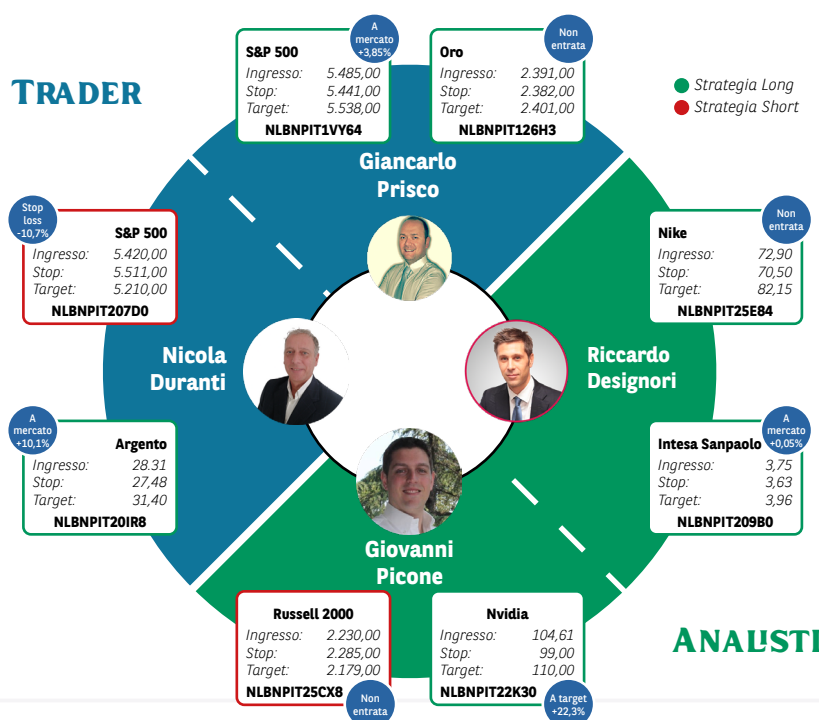 TRADER
S&P 500
A
mercato
+3,85%
Ingresso: 5.485,00
Stop: 5.441,00
Target: 5.538,00
NLBNPIT1VY64
Oro
Non
entrata
Ingresso: 2.391,00
Stop: 2.382,00
Target: 2.401,00
NLBNPIT126H3
Strategia Long
Strategia Short
Giancarlo
Prisco
Stop
loss
-10,7%
S&P 500
Ingresso: 5.420,00
Stop: 5.511,00
Target: 5.210,00
NLBNPIT207D0
Nike
Non
entrata
Ingresso: 72,90
Stop: 70,50
Target: 82,15
NLBNPIT25E84
Nicola
Duranti
Riccardo
Designori
A
mercato
+10,1%
Argento
Ingresso: 28.31
Stop: 27,48
Target: 31,40
NLBNPIT20IR8
Intesa Sanpaolo
A
mercato
+0,05%
Ingresso: 3,75
Stop: 3,63
Target: 3,96
NLBNPIT209B0
Giovanni
Picone
Russell 2000
Ingresso: 2.230,00
Stop: 2.285,00
Target: 2.179,00
NLBNPIT25CX8
Non
entrata
Nvidia
Ingresso: 104,61
Stop: 99,00
Target: 110,00
NLBNPIT22K30
A target
+22,3%
ANALISTI